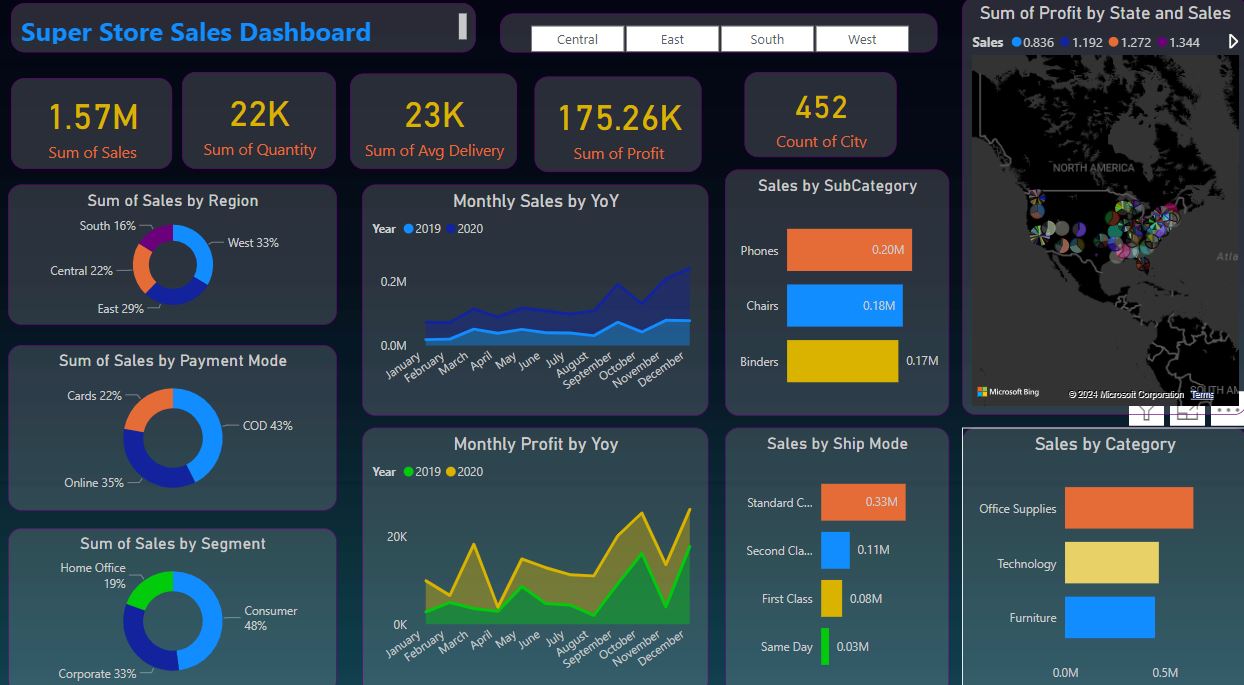 Super Store Sales Dashboard
Central
East
South
West
1.57M
Sum of Sales
22K
Sum of Quantity
23K
Sum of Avg Delivery
175.26K
Sum of Profit
452
Count of City
Sum of Profit by State and Sales
Sales 0.836 1.192 1.272 1.344
NORTH AMERICA
Atla
SOUTH AM
Microsoft Bing
© 2024 Microsoft Corporation Terms
Sum of Sales by Region
South 16%
West 33%
Central 22%
East 29%
Monthly Sales by YoY
Year 2019 2020
0.2M
0.0M
January
February
March
April
May
June
July
August
September
October
November
December
Sales by SubCategory
Phones 0.20M
Chairs 0.18M
Binders 0.17M
Sum of Sales by Payment Mode
Cards 22%
COD 43%
Online 35%
Monthly Profit by Yoy
Year 2019 2020
20K
0K
January
February
March
April
May
June
July
August
September
October
November
December
Sales by Ship Mode
Standard C... 0.33M
Second Cla... 0.11M
First Class 0.08M
Same Day 0.03M
Sales by Category
Office Supplies
Technology
Furniture
0.0M
0.5M
Sum of Sales by Segment
Home Office
19%
Consumer
48%
Corporate 33%